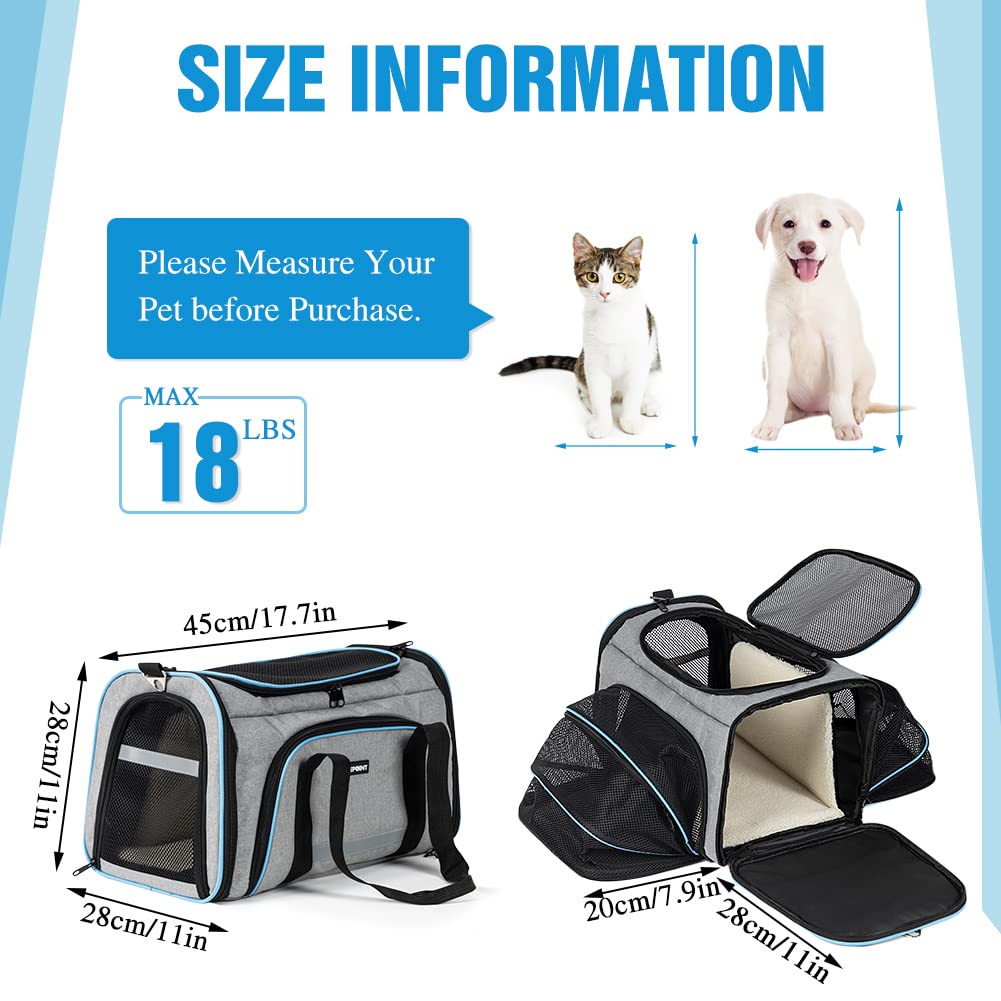 SIZE INFORMATION
Please Measure Your
Pet before Purchase.
MAX
18 LBS
45cm/17.7in
28cm/11in
28cm/11in
20cm/7.9in
28cm/11in